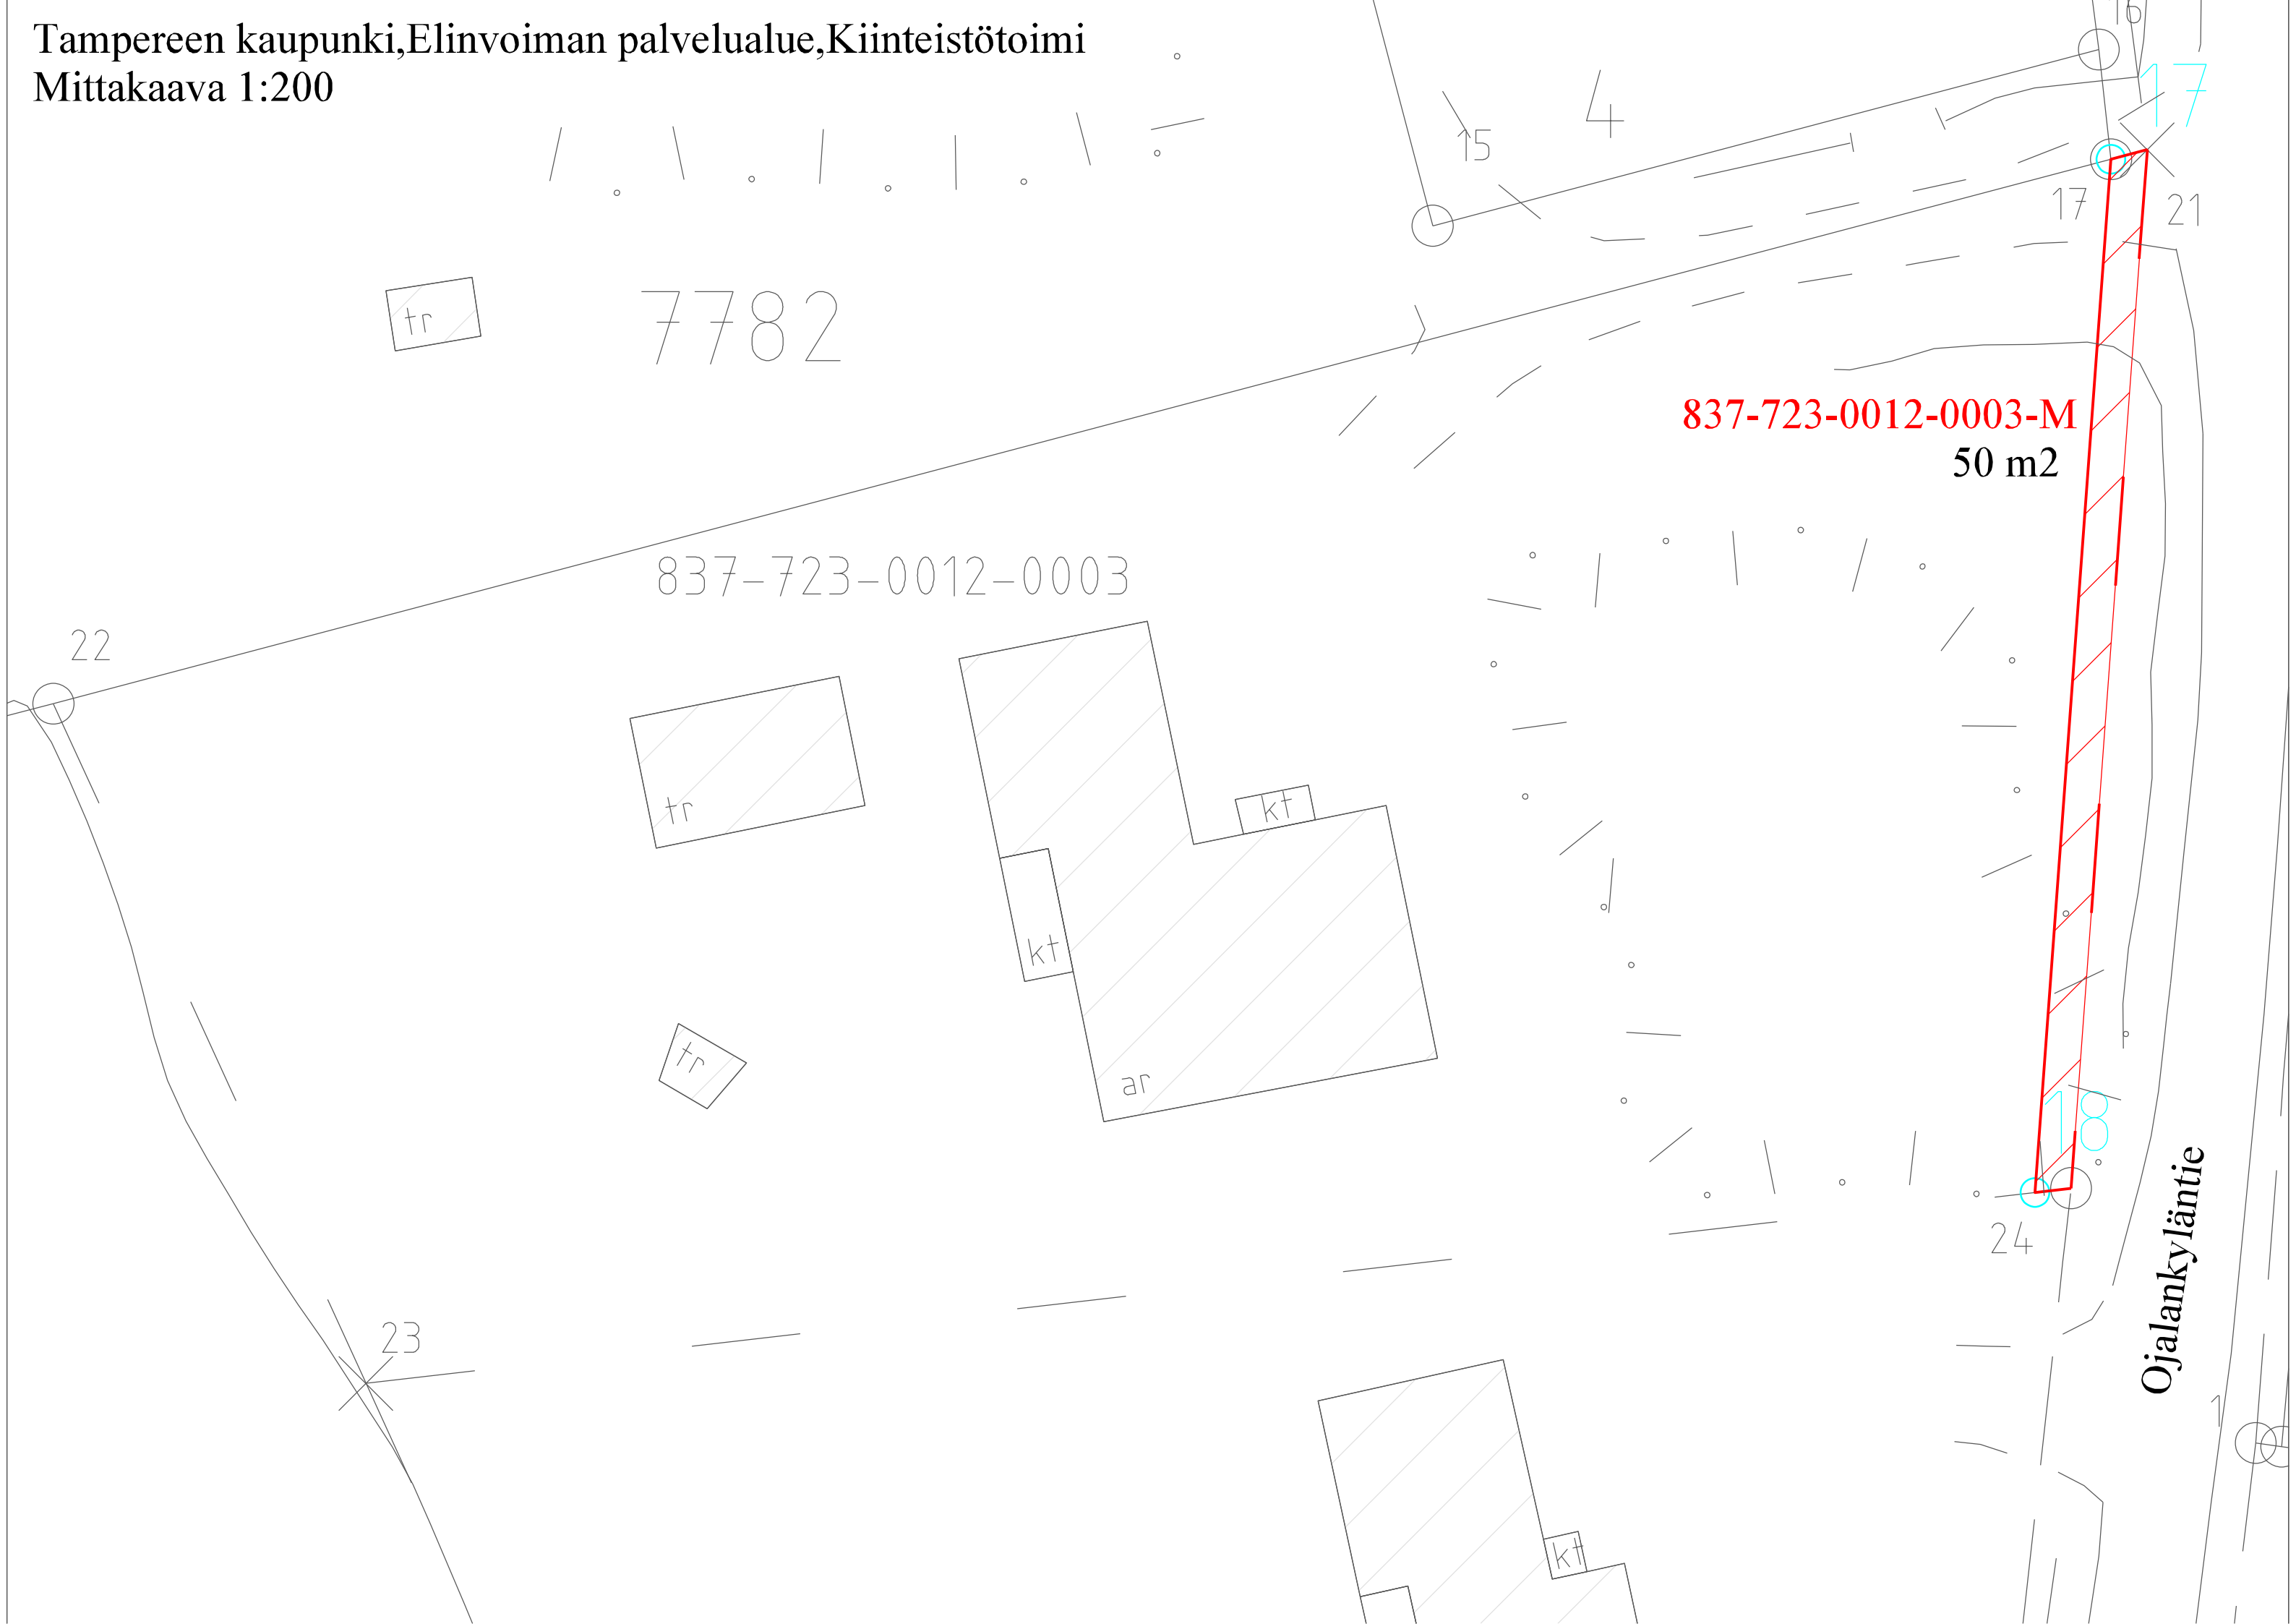 Tampereen kaupunki,Elinvoiman palvelualue,Kiinteistötoimi
Mittakaava 1:200
16
17
4
15
17
21
tr
7782
837-723-0012-0003-M
50 m2
837-723-0012-0003
22
tr
kt
kt
tr
ar
18
24
Ojalankyläntie
23
1
kt